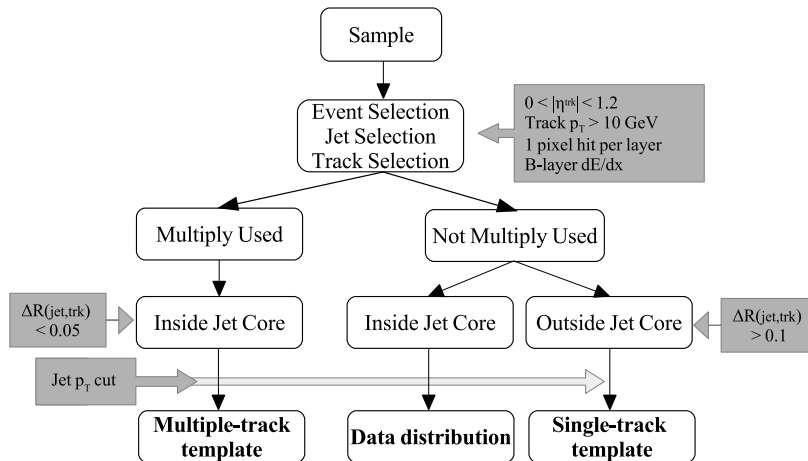 Sample
Event Selection
Jet Selection
Track Selection
0 < |ηᵗʳᵏ| < 1.2
Track p_T > 10 GeV
1 pixel hit per layer
B-layer dE/dx
Multiply Used
Not Multiply Used
ΔR(jet,trk)
< 0.05
Inside Jet Core
Inside Jet Core
Outside Jet Core
ΔR(jet,trk)
> 0.1
Jet p_T cut
Multiple-track
template
Data distribution
Single-track
template